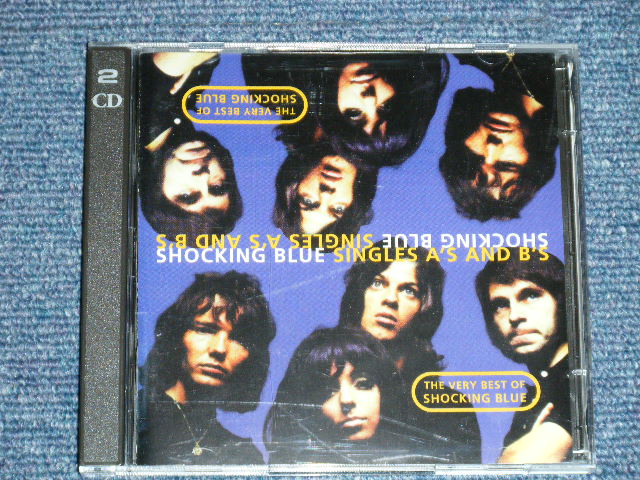 2
CD
THE VERY BEST OF
SHOCKING BLUE
SHOCKING BLUE SINGLES A'S AND B'S
SHOCKING BLUE SINGLES A'S AND B'S
THE VERY BEST OF
SHOCKING BLUE